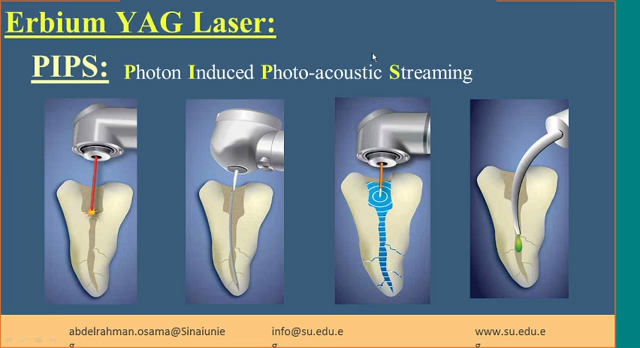 Erbium YAG Laser:
PIPS: Photon Induced Photo-acoustic Streaming
abdelrahman.osama@Sinaiunie info@su.edu.e www.su.edu.e